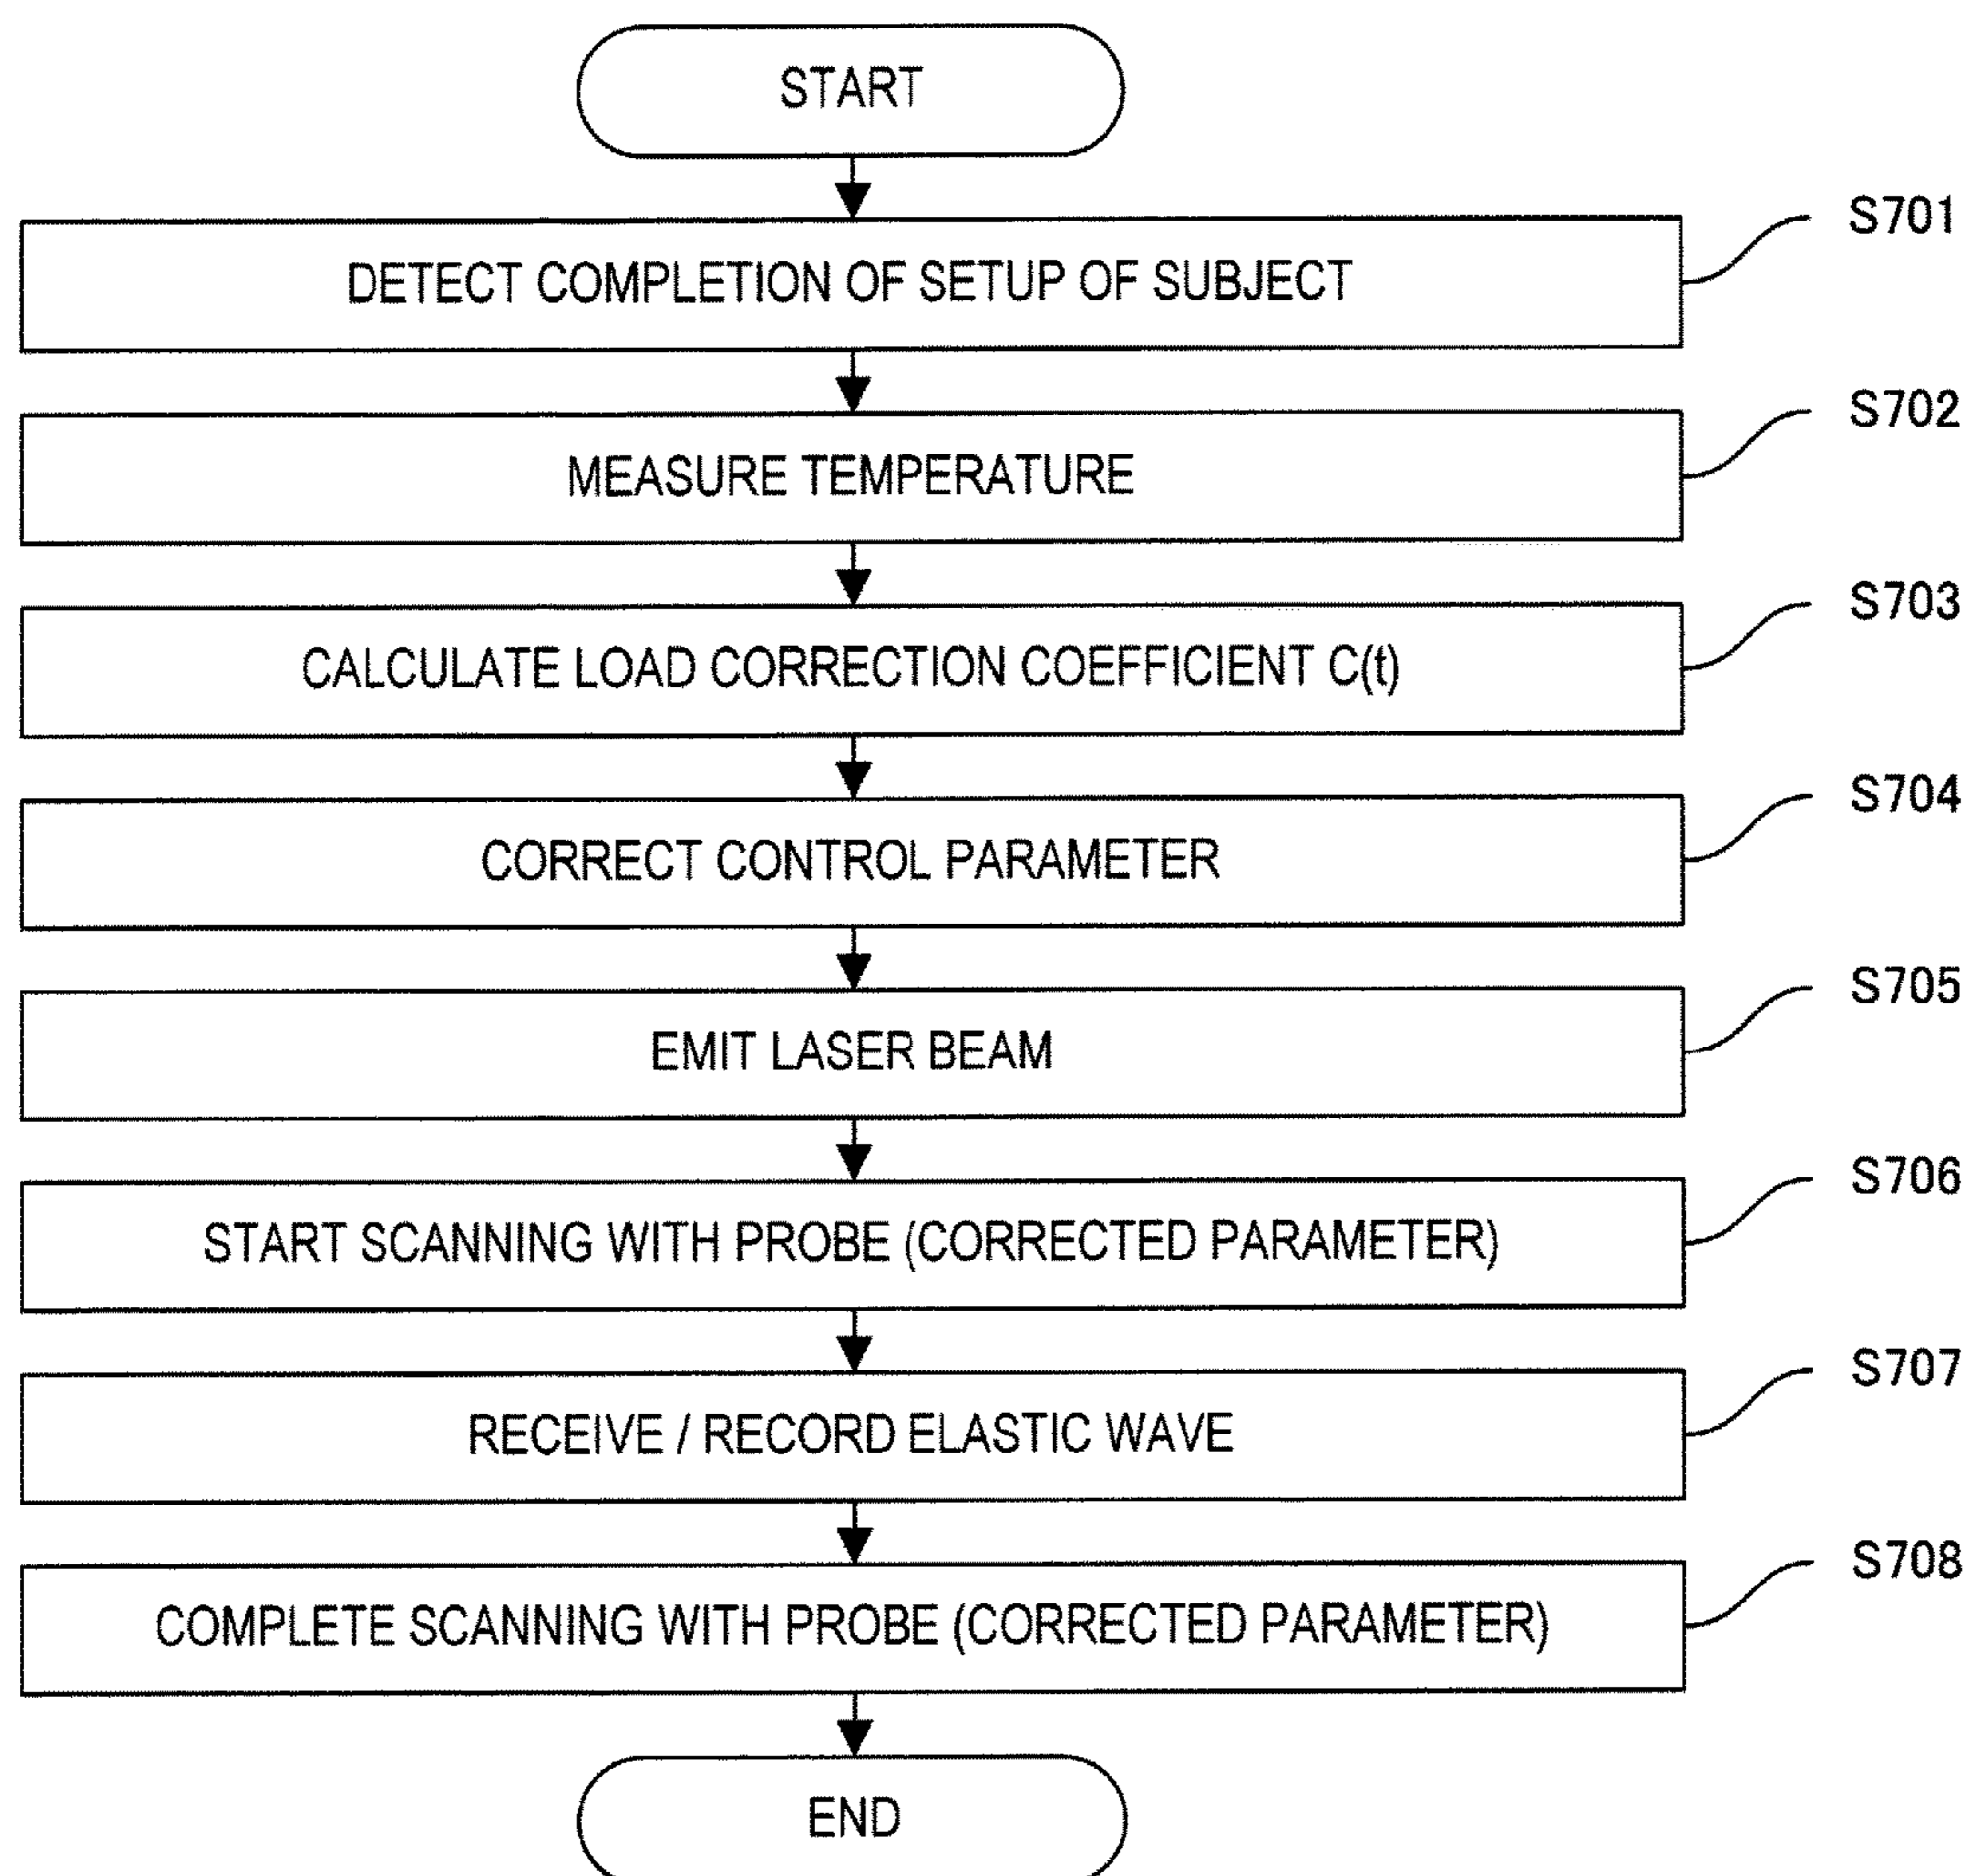 START
DETECT COMPLETION OF SETUP OF SUBJECT
S701
MEASURE TEMPERATURE
S702
CALCULATE LOAD CORRECTION COEFFICIENT C(t)
S703
CORRECT CONTROL PARAMETER
S704
EMIT LASER BEAM
S705
START SCANNING WITH PROBE (CORRECTED PARAMETER)
S706
RECEIVE / RECORD ELASTIC WAVE
S707
COMPLETE SCANNING WITH PROBE (CORRECTED PARAMETER)
S708
END